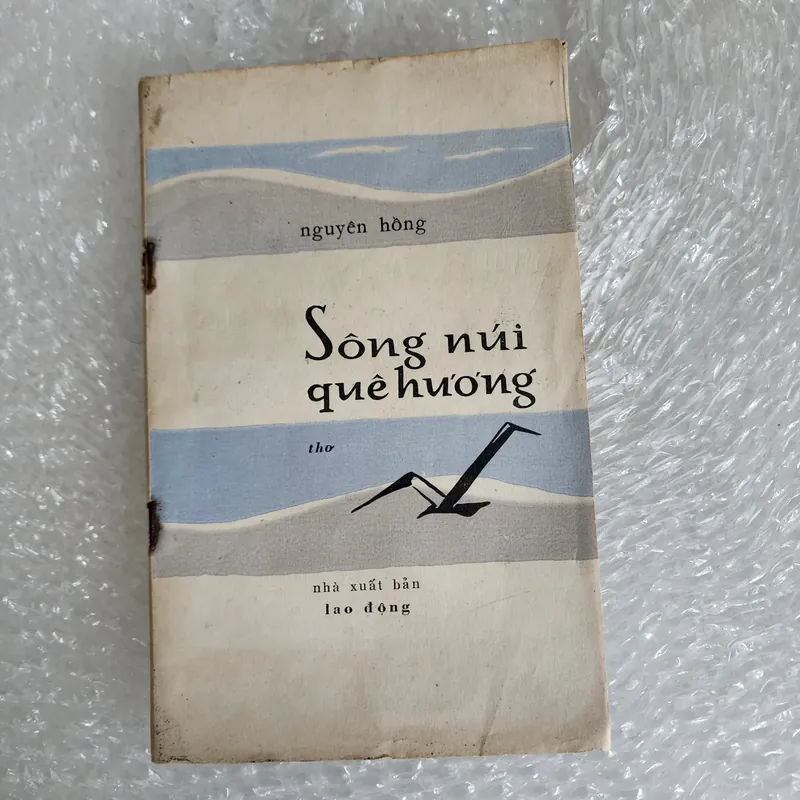 nguyên hồng
Sông núi
quê hương
thơ
nhà xuất bản
lao động